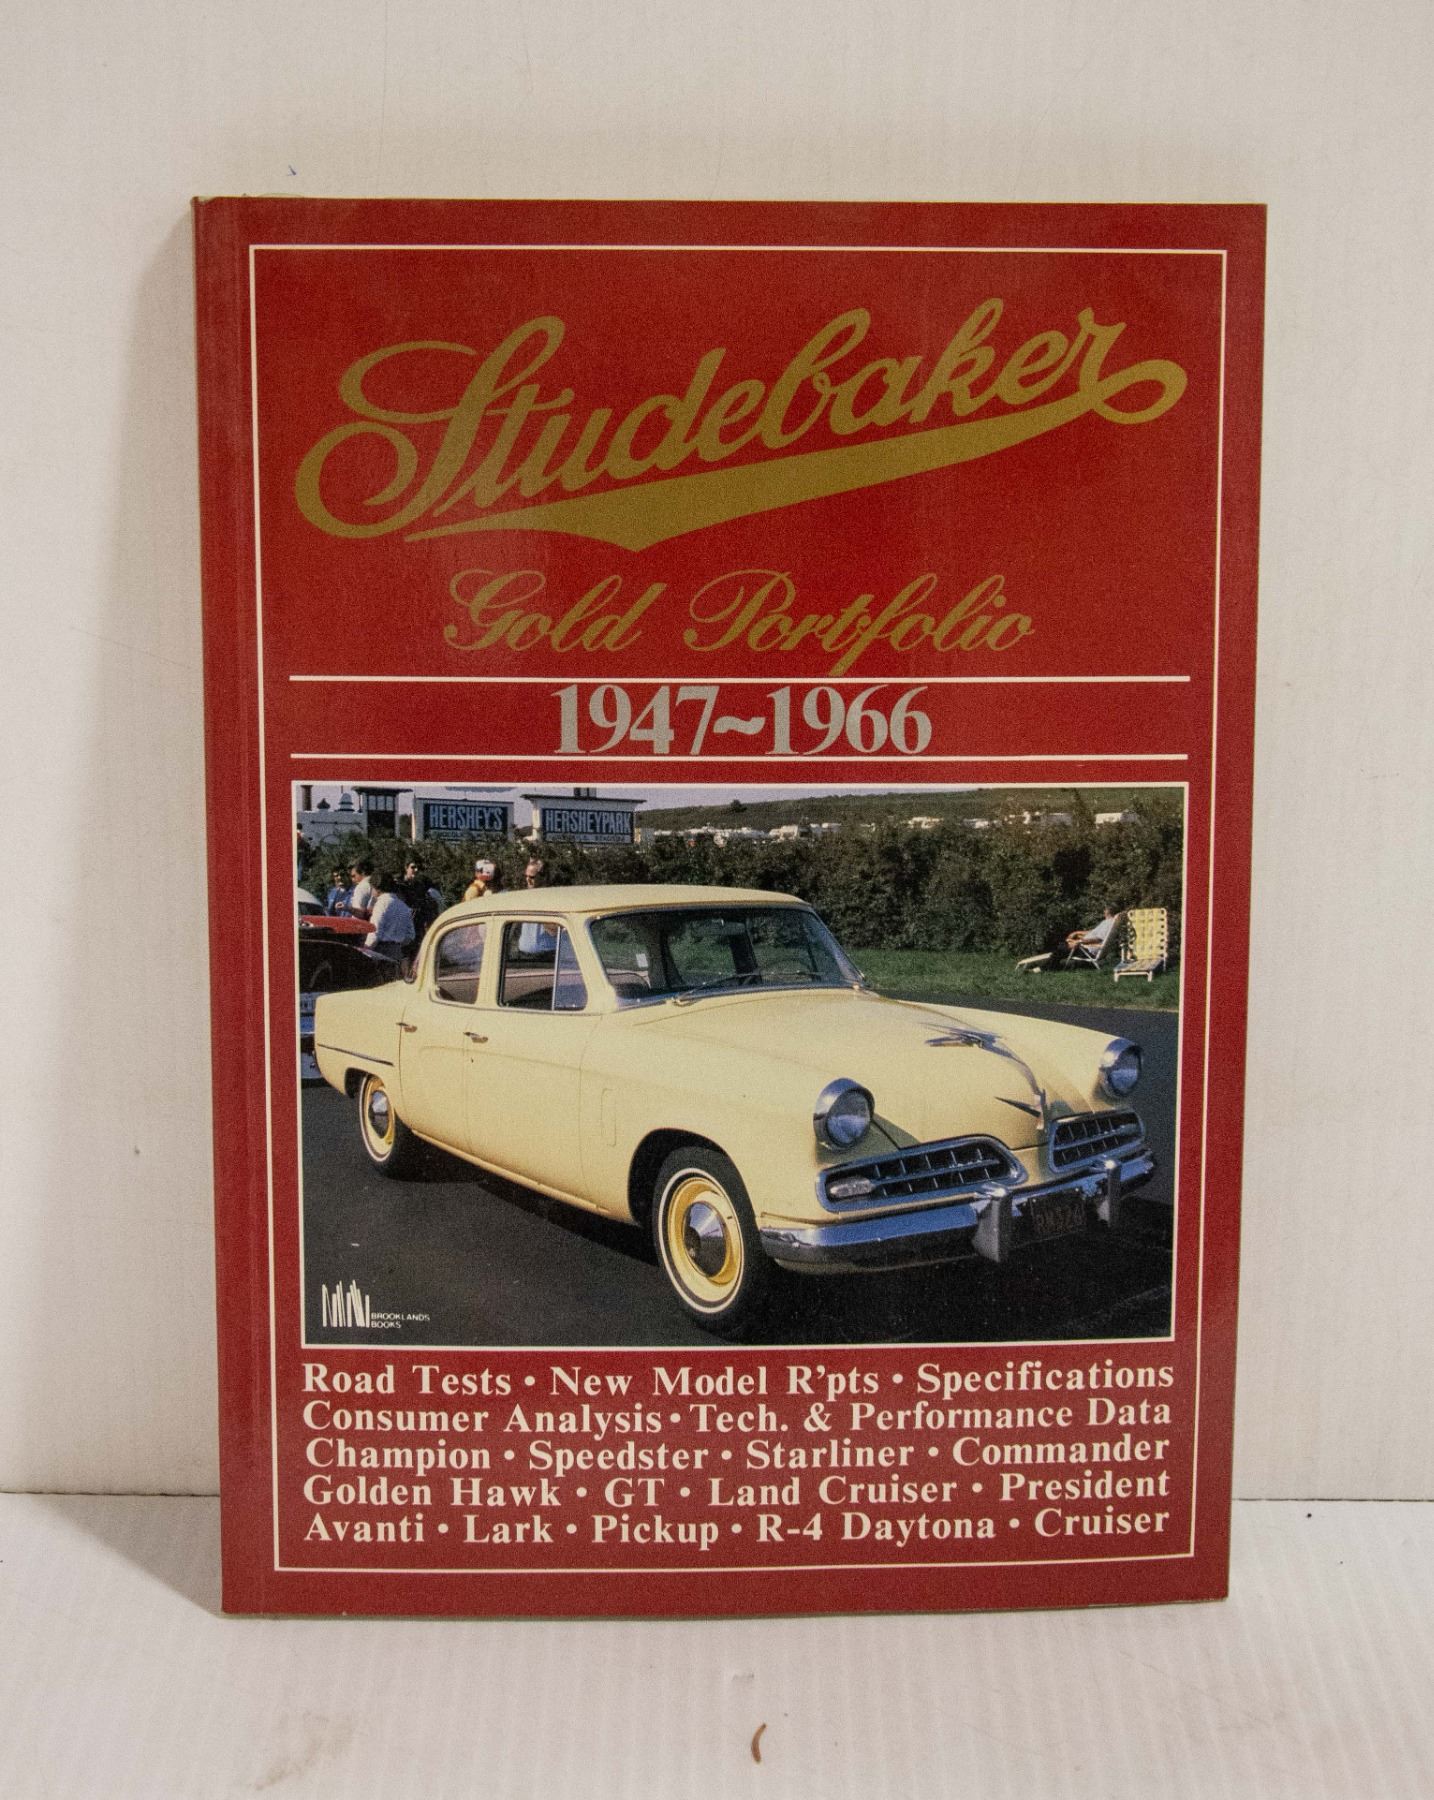 Studebaker
Gold Portfolio
1947~1966
HERSHEY'S
HERSHEYPARK
BROOKLANDS
BOOKS
Road Tests • New Model R'pts • Specifications
Consumer Analysis • Tech. & Performance Data
Champion • Speedster • Starliner • Commander
Golden Hawk • GT • Land Cruiser • President
Avanti • Lark • Pickup • R-4 Daytona • Cruiser